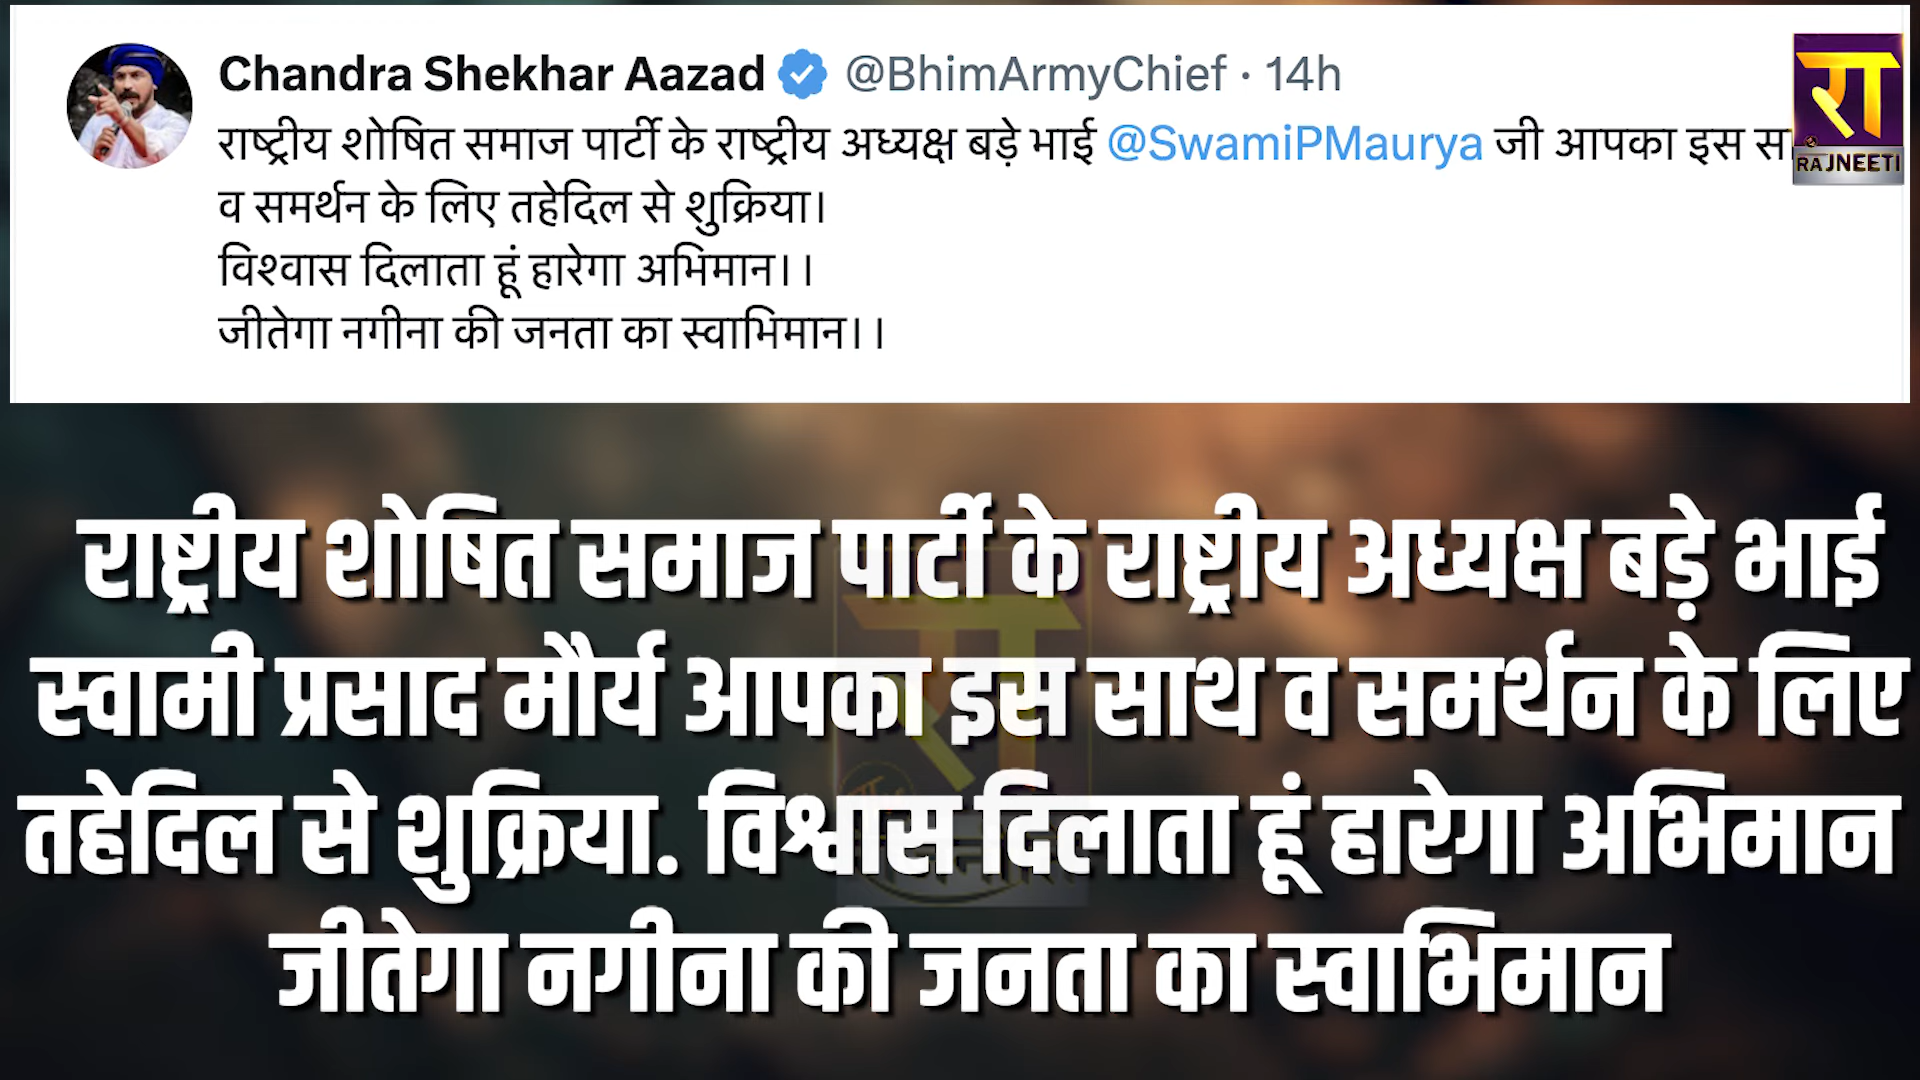 Chandra Shekhar Aazad @BhimArmyChief · 14h
राष्ट्रीय शोषित समाज पार्टी के राष्ट्रीय अध्यक्ष बड़े भाई @SwamiPMaurya जी आपका इस
व समर्थन के लिए तहेदिल से शुक्रिया।
विश्वास दिलाता हूं हारेगा अभिमान।।
जीतेगा नगीना की जनता का स्वाभिमान।।
रा
RAJNEETI
राष्ट्रीय शोषित समाज पार्टी के राष्ट्रीय अध्यक्ष बड़े भाई
स्वामी प्रसाद मौर्य आपका इस साथ व समर्थन के लिए
तहेदिल से शुक्रिया. विश्वास दिलाता हूं हारेगा अभिमान
जीतेगा नगीना की जनता का स्वाभिमान